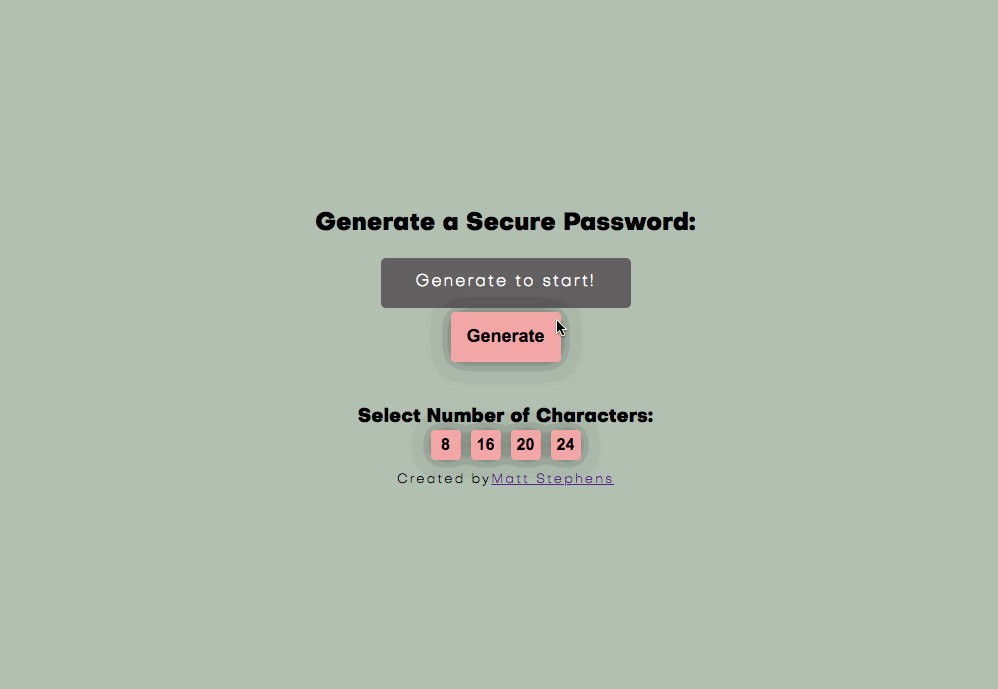 Generate a Secure Password:
Generate to start!
Generate
Select Number of Characters:
8 16 20 24
Created byMatt Stephens